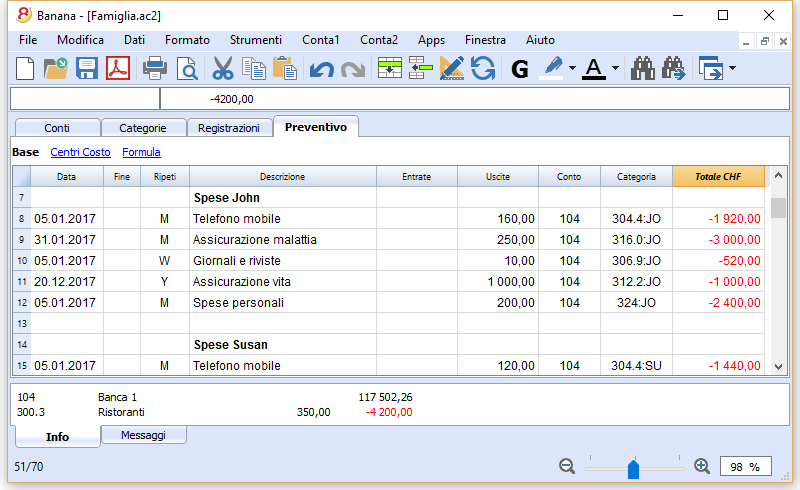 Banana - [Famiglia.ac2]
File Modifica Dati Formato Strumenti Conta1 Conta2 Apps Finestra Aiuto
G A
-4200,00
Conti Categorie Registrazioni Preventivo
Base Centri Costo Formula
Data Fine Ripeti Descrizione Entrate Uscite Conto Categoria Totale CHF
7 Spese John
8 05.01.2017 M Telefono mobile 160,00 104 304.4:JO -1 920,00
9 31.01.2017 M Assicurazione malattia 250,00 104 316.0:JO -3 000,00
10 05.01.2017 W Giornali e riviste 10,00 104 306.9:JO -520,00
11 20.12.2017 Y Assicurazione vita 1 000,00 104 312.2:JO -1 000,00
12 05.01.2017 M Spese personali 200,00 104 324:JO -2 400,00
13
14 Spese Susan
15 05.01.2017 M Telefono mobile 120,00 104 304.4:SU -1 440,00
104 Banca 1 117 502,26
300.3 Ristoranti 350,00 -4 200,00
Info Messaggi
51/70 98 %